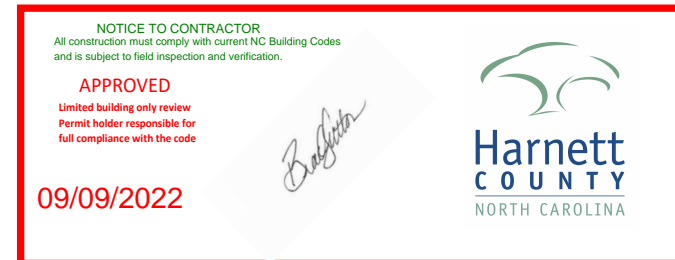 NOTICE TO CONTRACTOR
All construction must comply with current NC Building Codes
and is subject to field inspection and verification.
APPROVED
Limited building only review
Permit holder responsible for
full compliance with the code
09/09/2022
Harnett
COUNTY
NORTH CAROLINA